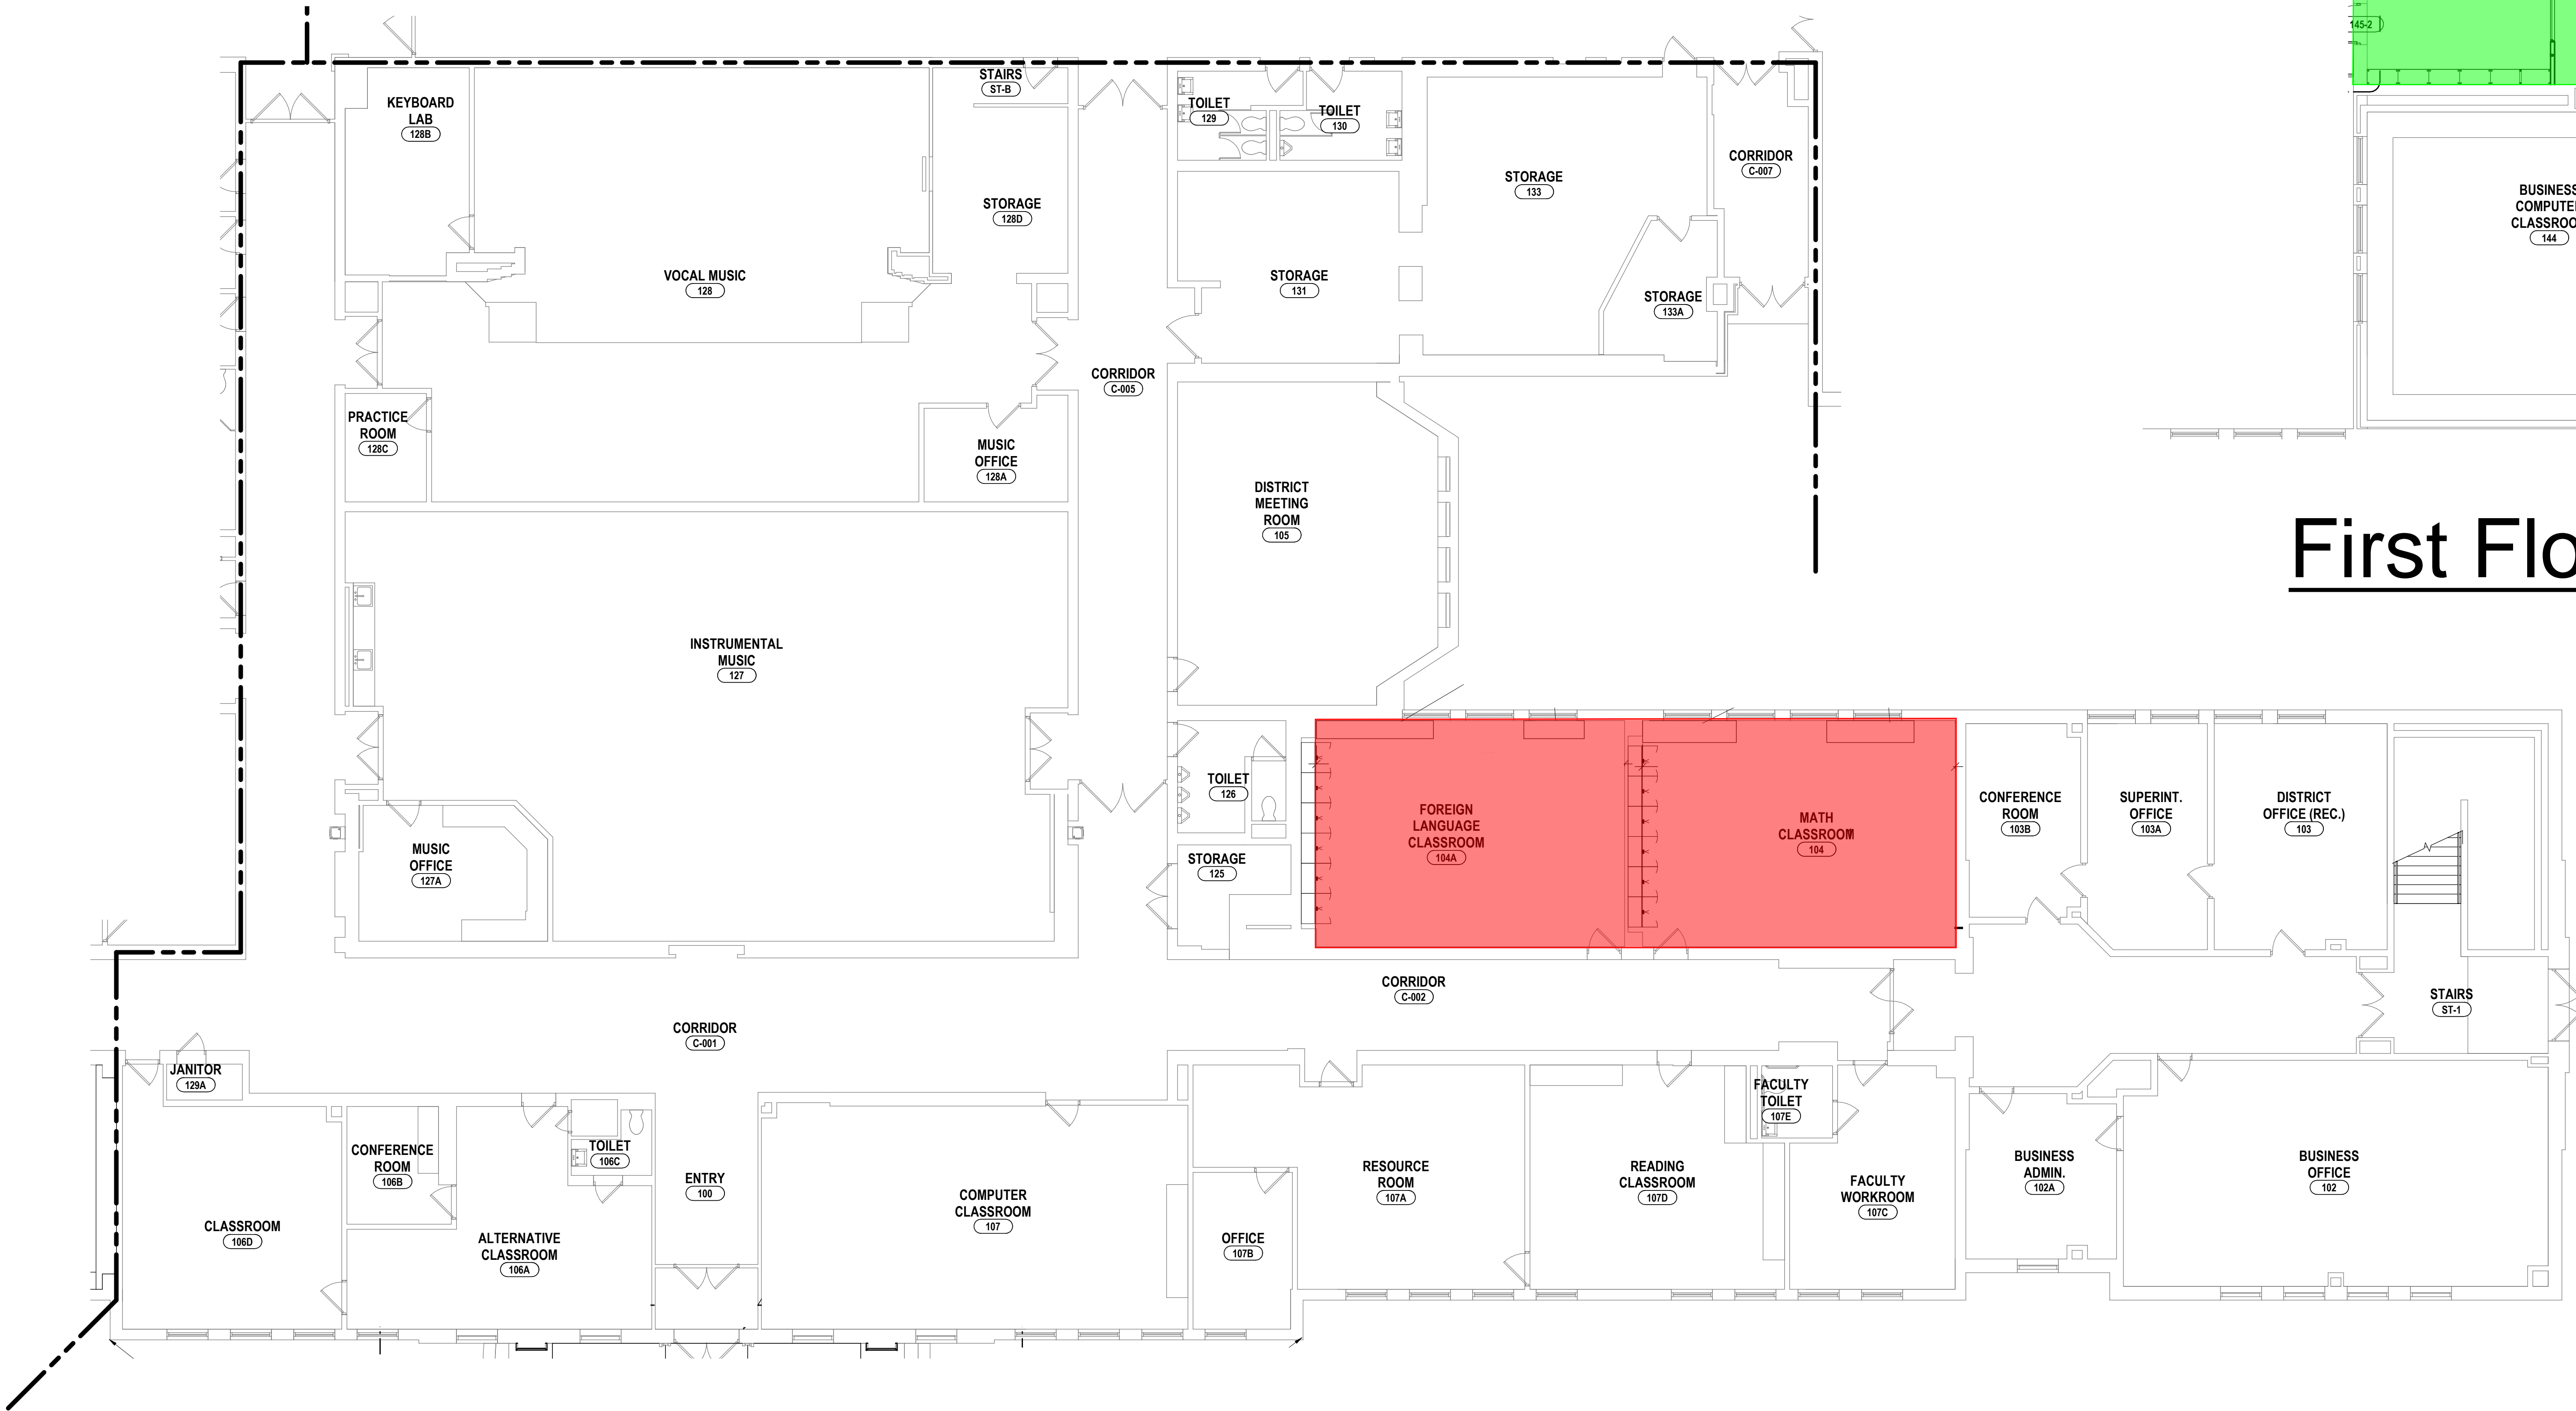 145-2
STAIRS
ST-B
KEYBOARD
LAB
128B
TOILET
129
TOILET
130
CORRIDOR
C-007
STORAGE
133
STORAGE
128D
BUSINESS
COMPUTER
CLASSROO
144
VOCAL MUSIC
128
STORAGE
131
STORAGE
133A
CORRIDOR
C-005
PRACTICE
ROOM
128C
MUSIC
OFFICE
128A
DISTRICT
MEETING
ROOM
105
First Flo
INSTRUMENTAL
MUSIC
127
TOILET
126
FOREIGN
LANGUAGE
CLASSROOM
104A
MATH
CLASSROOM
104
CONFERENCE
ROOM
103B
SUPERINT.
OFFICE
103A
DISTRICT
OFFICE (REC.)
103
MUSIC
OFFICE
127A
STORAGE
125
CORRIDOR
C-002
STAIRS
ST-1
CORRIDOR
C-001
JANITOR
129A
FACULTY
TOILET
107E
CONFERENCE
ROOM
106B
TOILET
106C
ENTRY
100
RESOURCE
ROOM
107A
READING
CLASSROOM
107D
FACULTY
WORKROOM
107C
BUSINESS
ADMIN.
102A
BUSINESS
OFFICE
102
COMPUTER
CLASSROOM
107
CLASSROOM
106D
ALTERNATIVE
CLASSROOM
106A
OFFICE
107B